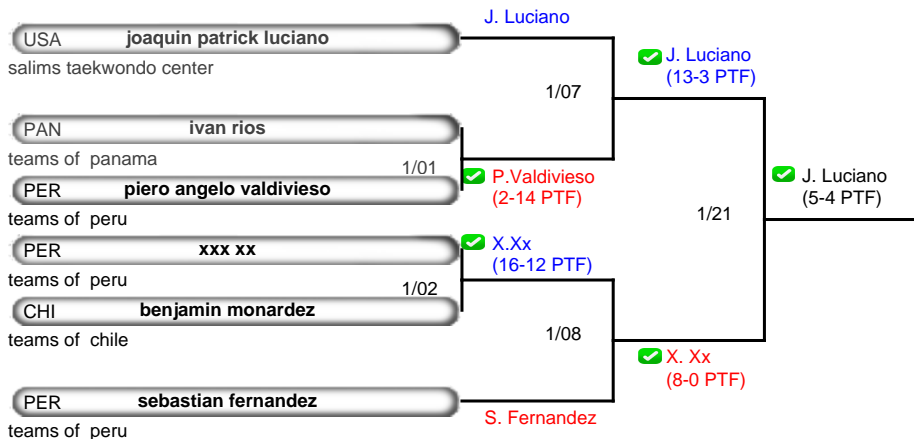 J. Luciano
USA joaquin patrick luciano
salims taekwondo center
J. Luciano
(13-3 PTF)
1/07
PAN ivan rios
teams of panama
1/01
PER piero angelo valdivieso
teams of peru
P.Valdivieso
(2-14 PTF)
J. Luciano
(5-4 PTF)
1/21
PER xxx xx
teams of peru
X.Xx
(16-12 PTF)
1/02
CHI benjamin monardez
teams of chile
1/08
X. Xx
(8-0 PTF)
PER sebastian fernandez
teams of peru
S. Fernandez